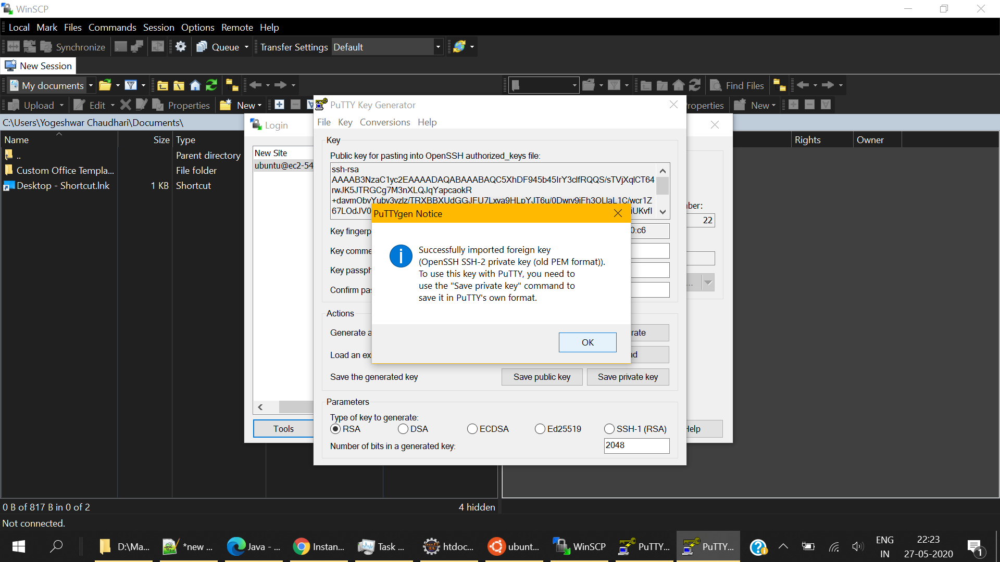 WinSCP
Local Mark Files Commands Session Options Remote Help
Synchronize Queue Transfer Settings Default
New Session
My documents
Find Files
Upload Edit Properties New
Properties New
C:\Users\Yogeshwar Chaudhari\Documents\
Name Size Type
..
Parent directory
Custom Office Templa... File folder
Desktop - Shortcut.lnk 1 KB Shortcut
Rights Owner
Login
New Site
ubuntu@ec2-54
Tools
22
PuTTY Key Generator
File Key Conversions Help
Key
Public key for pasting into OpenSSH authorized_keys file:
ssh-rsa
AAAAB3NzaC1yc2EAAAADAQABAAABAQC5XhDF945b45IrY3clfRQQS/sTVjXqlCT64
rwJK5JTRGCg7M3nXLQJqYapcaokR
67LOdJV0
iUKvfI
Key fingerp
0:c6
Key comme
Key passph
Confirm pa
PuTTYgen Notice
Successfully imported foreign key
(OpenSSH SSH-2 private key (old PEM format)).
To use this key with PuTTY, you need to
use the "Save private key" command to
save it in PuTTY's own format.
OK
Actions
Generate a
rate
Load an ex
ad
Save the generated key Save public key Save private key
Parameters
Type of key to generate:
RSA DSA ECDSA Ed25519 SSH-1 (RSA)
Number of bits in a generated key: 2048
0 B of 817 B in 0 of 2
4 hidden
Not connected.
D:\Ma... *new ... Java - ... Instan... Task ... htdoc... ubunt... WinSCP PuTTY... PuTTY...
ENG
IN
22:23
27-05-2020
1